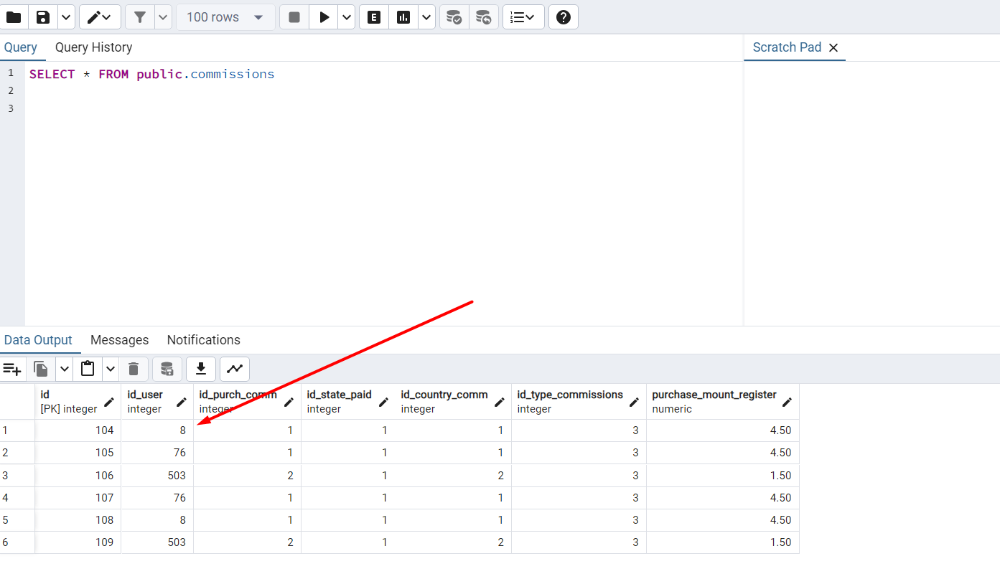 100 rows
E
Query Query History Scratch Pad
1 SELECT * FROM public.commissions
2
3
Data Output Messages Notifications
id id_user id_purch_comm id_state_paid id_country_comm id_type_commissions purchase_mount_register
[PK] integer integer integer integer integer integer numeric
1 104 8 1 1 1 3 4.50
2 105 76 1 1 1 3 4.50
3 106 503 2 1 2 3 1.50
4 107 76 1 1 1 3 4.50
5 108 8 1 1 1 3 4.50
6 109 503 2 1 2 3 1.50